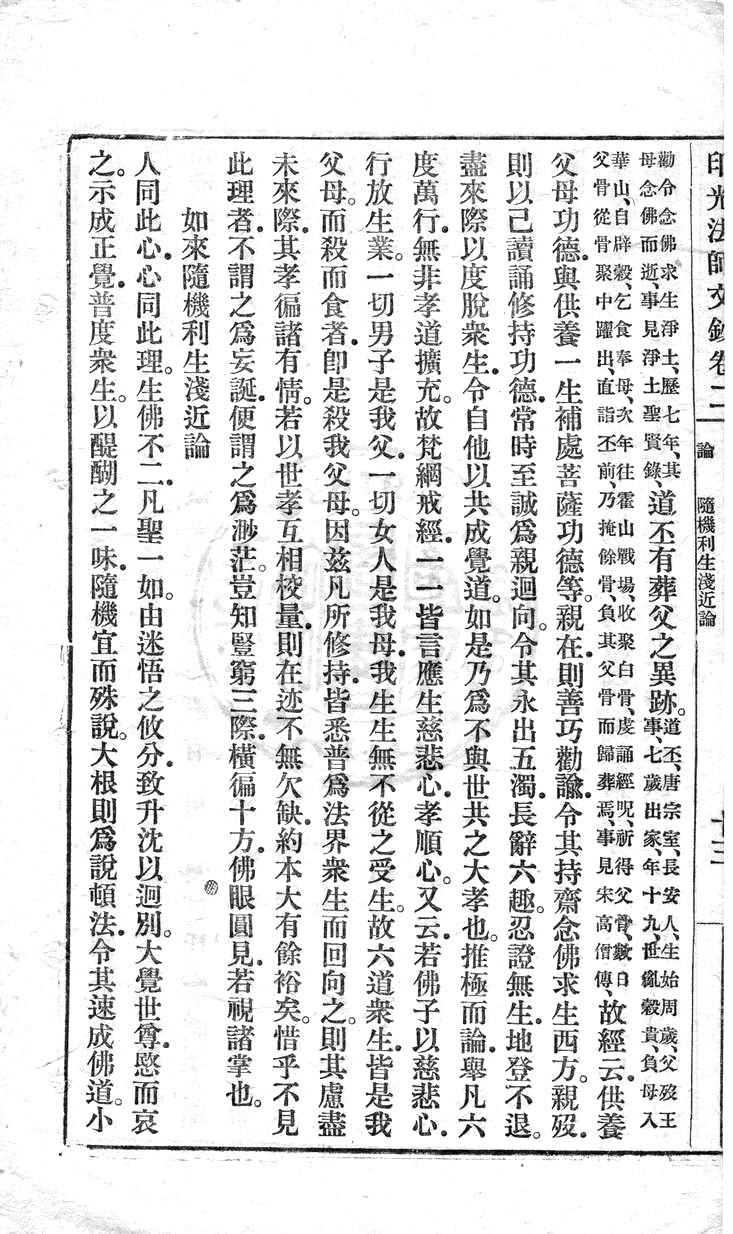 印光法師文鈔卷二 論 隨機利生淺近論 十三
勸令念佛求生淨土、歷七年、其
母念佛而逝、事見淨土聖賢錄、
道丕有葬父之異跡。
道丕、唐宗室、長安人、生始周歲、父歿王
事、七歲出家、年十九、世亂穀貴、負母入
華山、自辟穀、乞食奉母、次年往霍山戰場、收聚白骨、虔誦經呪、祈得父骨、數日
父骨從骨聚中躍出、直詣丕前、乃掩餘骨、負其父骨而歸葬焉、事見宋高僧傳、
故經云。供養
父母功德。與供養一生補處菩薩功德等。親在。則善巧勸諭。令其持齋念佛求生西方。親歿。
則以己讀誦修持功德。常時至誠爲親迴向。令其永出五濁。長辭六趣。忍證無生。地登不退。
盡來際以度脫衆生。令自他以共成覺道。如是乃爲不與世共之大孝也。推極而論。舉凡六
度萬行。無非孝道擴充。故梵網戒經。一一皆言應生慈悲心。孝順心。又云若佛子以慈悲心。
行放生業。一切男子是我父。一切女人是我母。我生生無不從之受生。故六道衆生。皆是我
父母。而殺而食者。卽是殺我父母。因茲凡所修持。皆悉普爲法界衆生而回向之。則其慮盡
未來際。其孝徧諸有情。若以世孝互相校量。則在迹不無欠缺。約本大有餘裕矣。惜乎不見
此理者。不謂之爲妄誕。便謂之爲渺茫。豈知豎窮三際。橫徧十方。佛眼圓見。若視諸掌也。
如來隨機利生淺近論
人同此心。心同此理。生佛不二。凡聖一如。由迷悟之攸分。致升沈以迥別。大覺世尊。愍而哀
之。示成正覺。普度衆生。以醍醐之一味。隨機宜而殊說。大根則爲說頓法。令其速成佛道。小